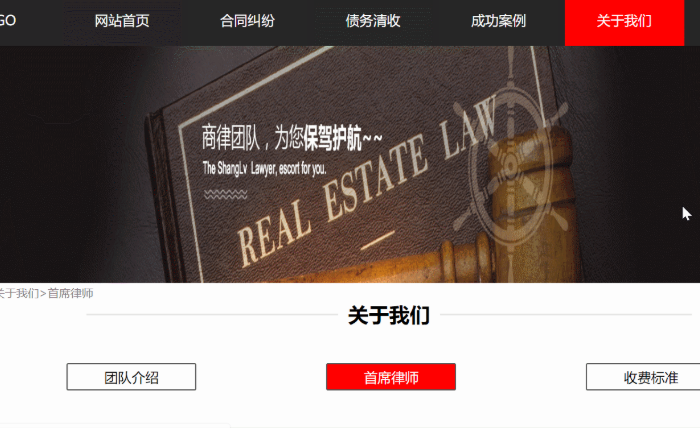 GO 网站首页 合同纠纷 债务清收 成功案例 关于我们
商律团队，为您保驾护航~~
The ShangLv Lawyer, escort for you.
REAL ESTATE LAW
关于我们>首席律师
关于我们
团队介绍 首席律师 收费标准